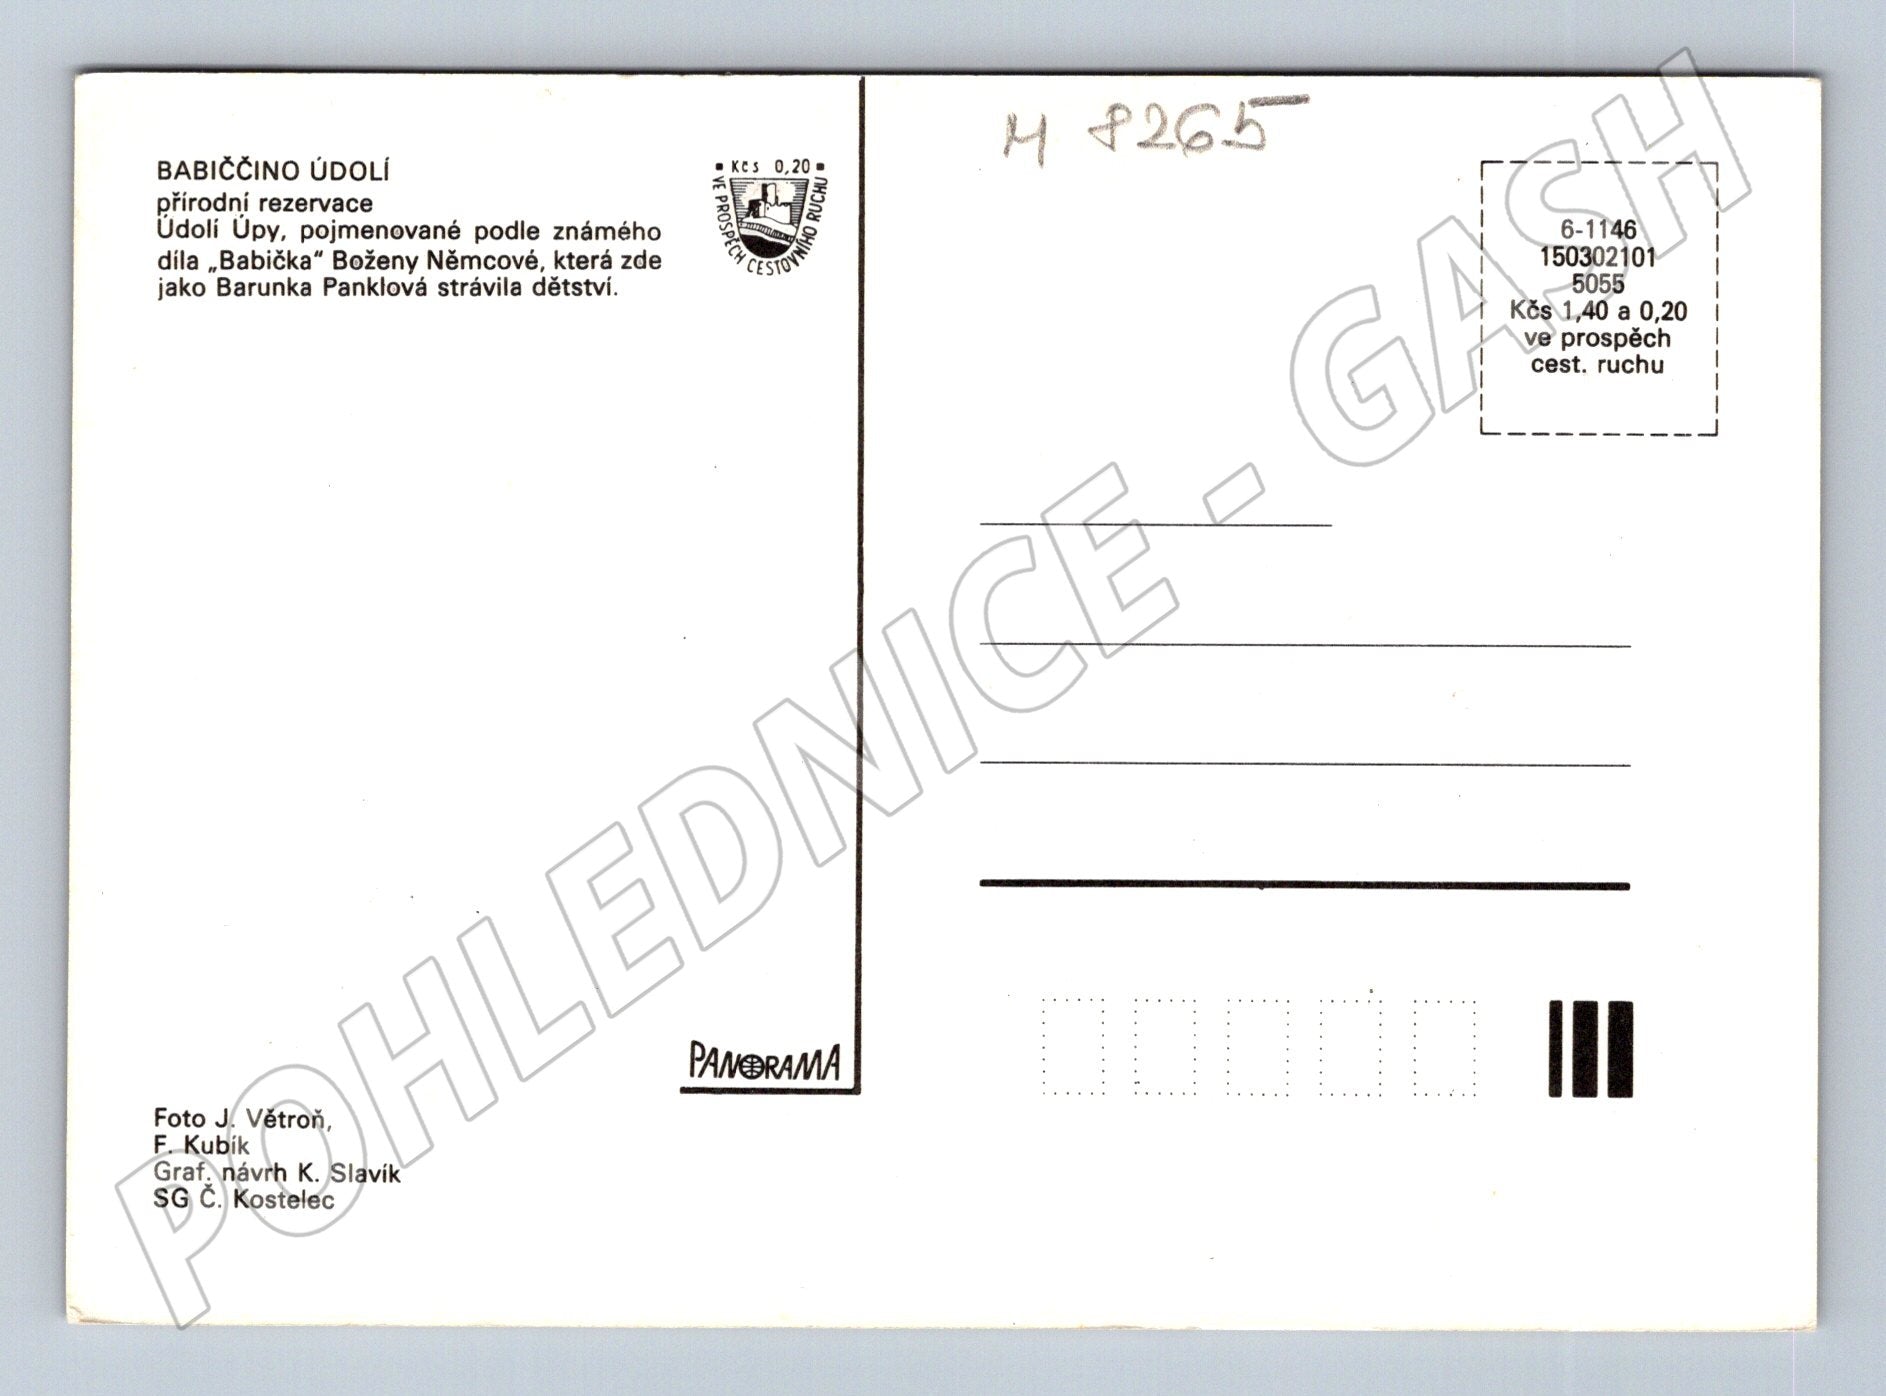 M 8265
BABIČČINO ÚDOLÍ
přírodní rezervace
Údolí Úpy, pojmenované podle známého
díla „Babička“ Boženy Němcové, která zde
jako Barunka Panklová strávila dětství.
Kčs 0,20
VE PROSPĚCH CESTOVNÍHO RUCHU
6-1146
150302101
5055
Kčs 1,40 a 0,20
ve prospěch
cest. ruchu
POHLEDNICE - GASH
PANORAMA
Foto J. Větroň,
F. Kubík
Graf. návrh K. Slavík
SG Č. Kostelec